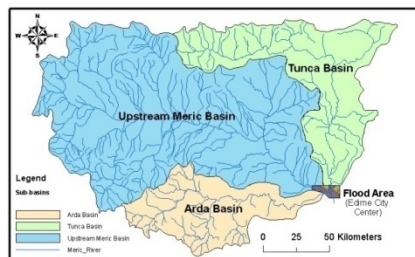 N
W E
S
Tunca Basin
Upstream Meric Basin
Flood Area
(Edirne City
Center)
Arda Basin
Legend
Sub-basins
Arda Basin
Tunca Basin
Upstream Meric Basin
Meric_River
0 25 50 Kilometers